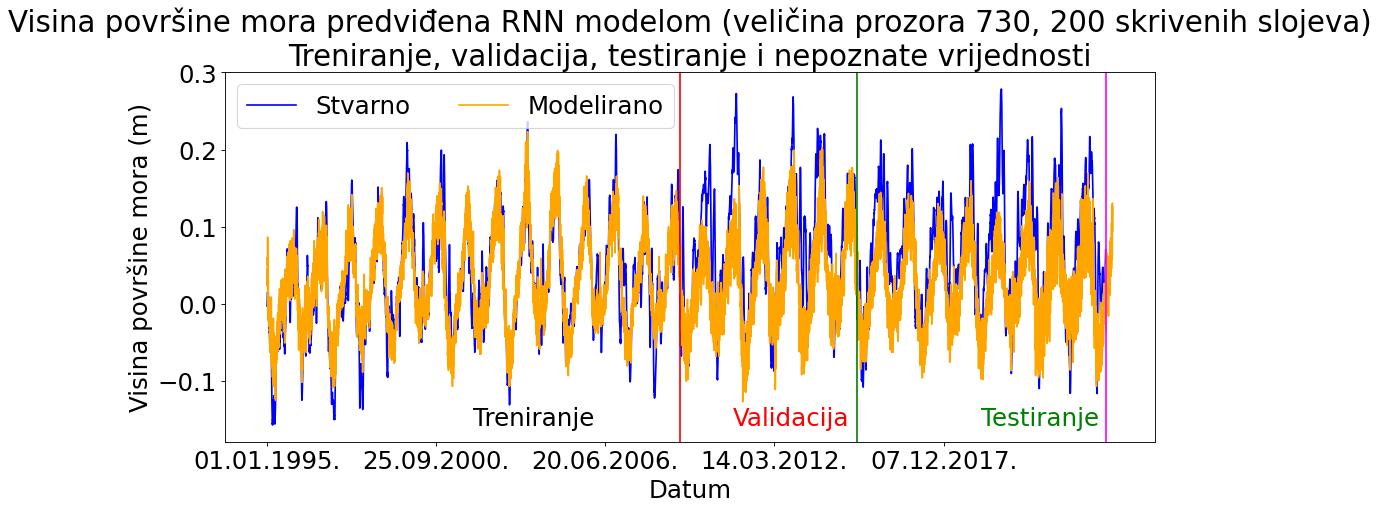 Visina površine mora predviđena RNN modelom (veličina prozora 730, 200 skrivenih slojeva)
Treniranje, validacija, testiranje i nepoznate vrijednosti
Stvarno
Modelirano
Visina površine mora (m)
0.3
0.2
0.1
0.0
−0.1
Treniranje
Validacija
Testiranje
01.01.1995.
25.09.2000.
20.06.2006.
14.03.2012.
07.12.2017.
Datum